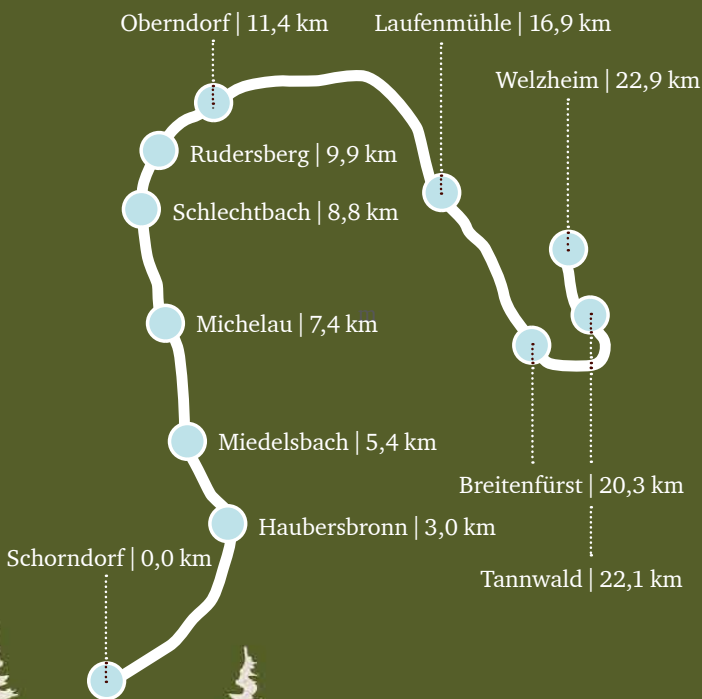 Oberndorf | 11,4 km
Laufenmühle | 16,9 km
Welzheim | 22,9 km
Rudersberg | 9,9 km
Schlechtbach | 8,8 km
Michelau | 7,4 km
Miedelsbach | 5,4 km
Breitenfürst | 20,3 km
Haubersbronn | 3,0 km
Schorndorf | 0,0 km
Tannwald | 22,1 km